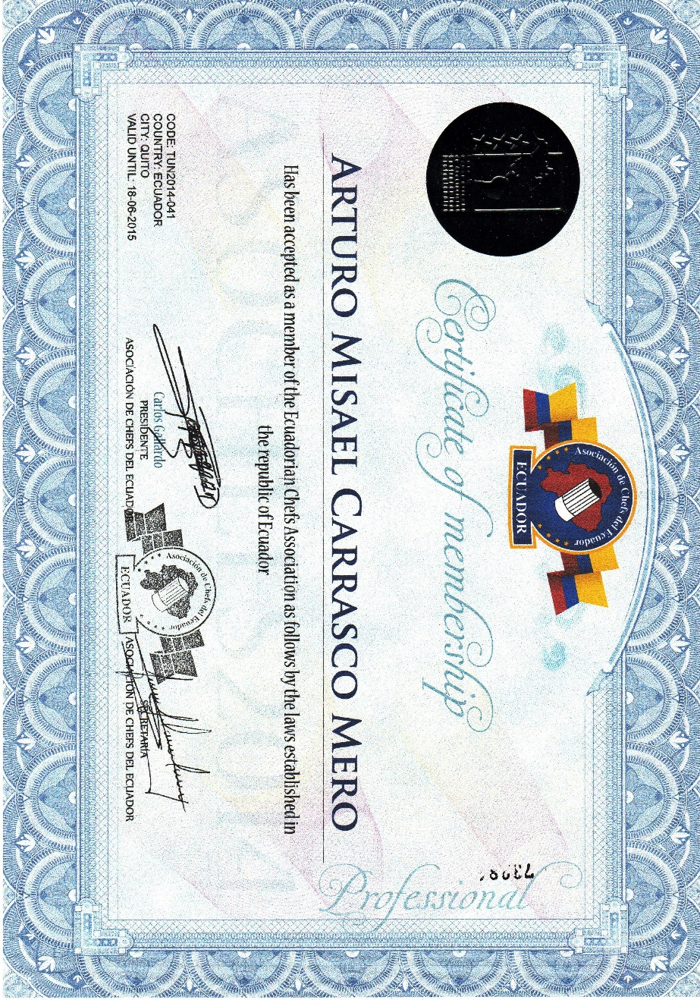 Asociación de Chefs del Ecuador
ECUADOR
Certificate of membership
Professional
ARTURO MISAEL CARRASCO MERO
Has been accepted as a member of the Ecuadorian Chefs Association as follows by the laws established in
the republic of Ecuador
CODE: TUN2014-041
COUNTRY: ECUADOR
CITY: QUITO
VALID UNTIL: 18-06-2015
Carlos Gallardo
PRESIDENTE
ASOCIACIÓN DE CHEFS DEL ECUADOR
Asociación de Chefs del Ecuador
ECUADOR
SECRETARIA
ASOCIACIÓN DE CHEFS DEL ECUADOR